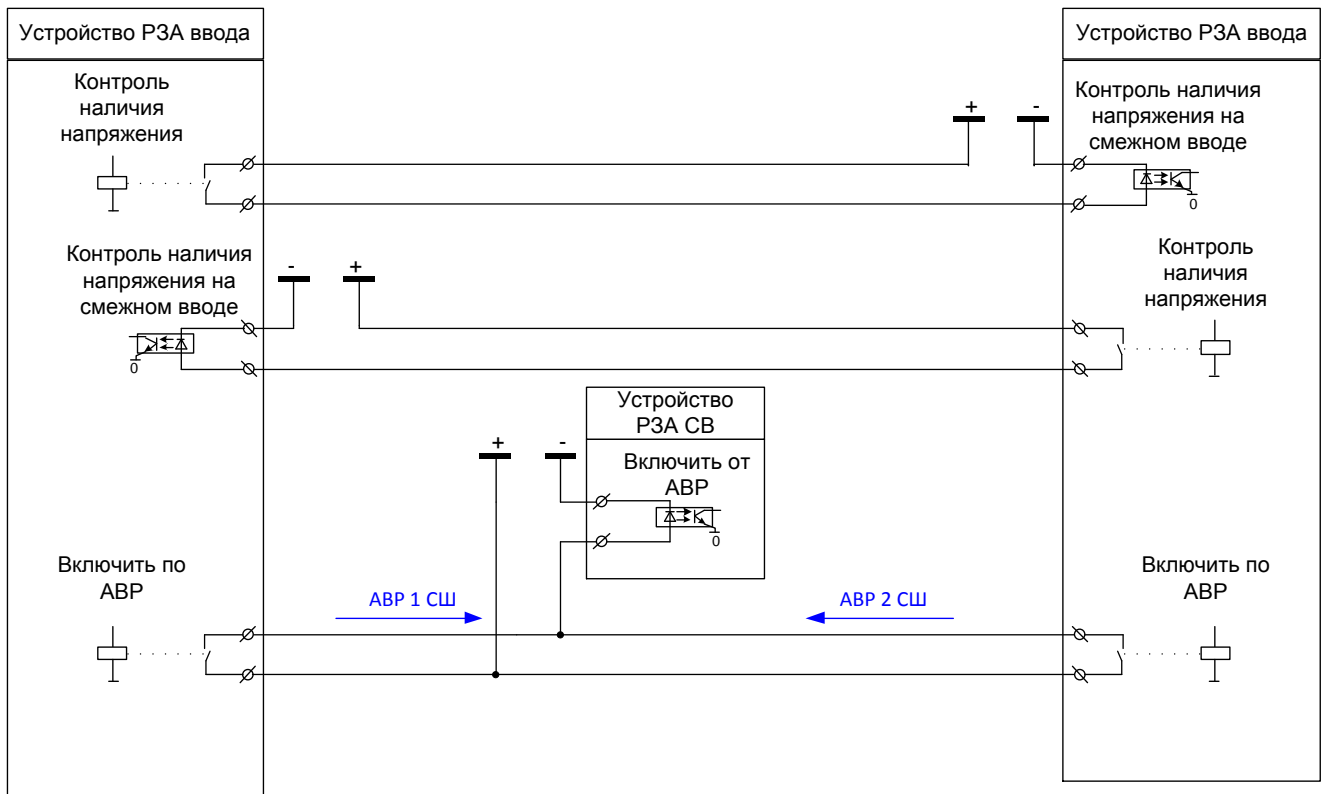 Устройство РЗА ввода
Устройство РЗА ввода
Контроль
наличия
напряжения
+ -
Контроль наличия
напряжения на
смежном вводе
0
Контроль наличия
напряжения на
смежном вводе
0
- +
Контроль
наличия
напряжения
Устройство
РЗА СВ
+ -
Включить от
АВР
0
Включить по
АВР
АВР 1 СШ
АВР 2 СШ
Включить по
АВР